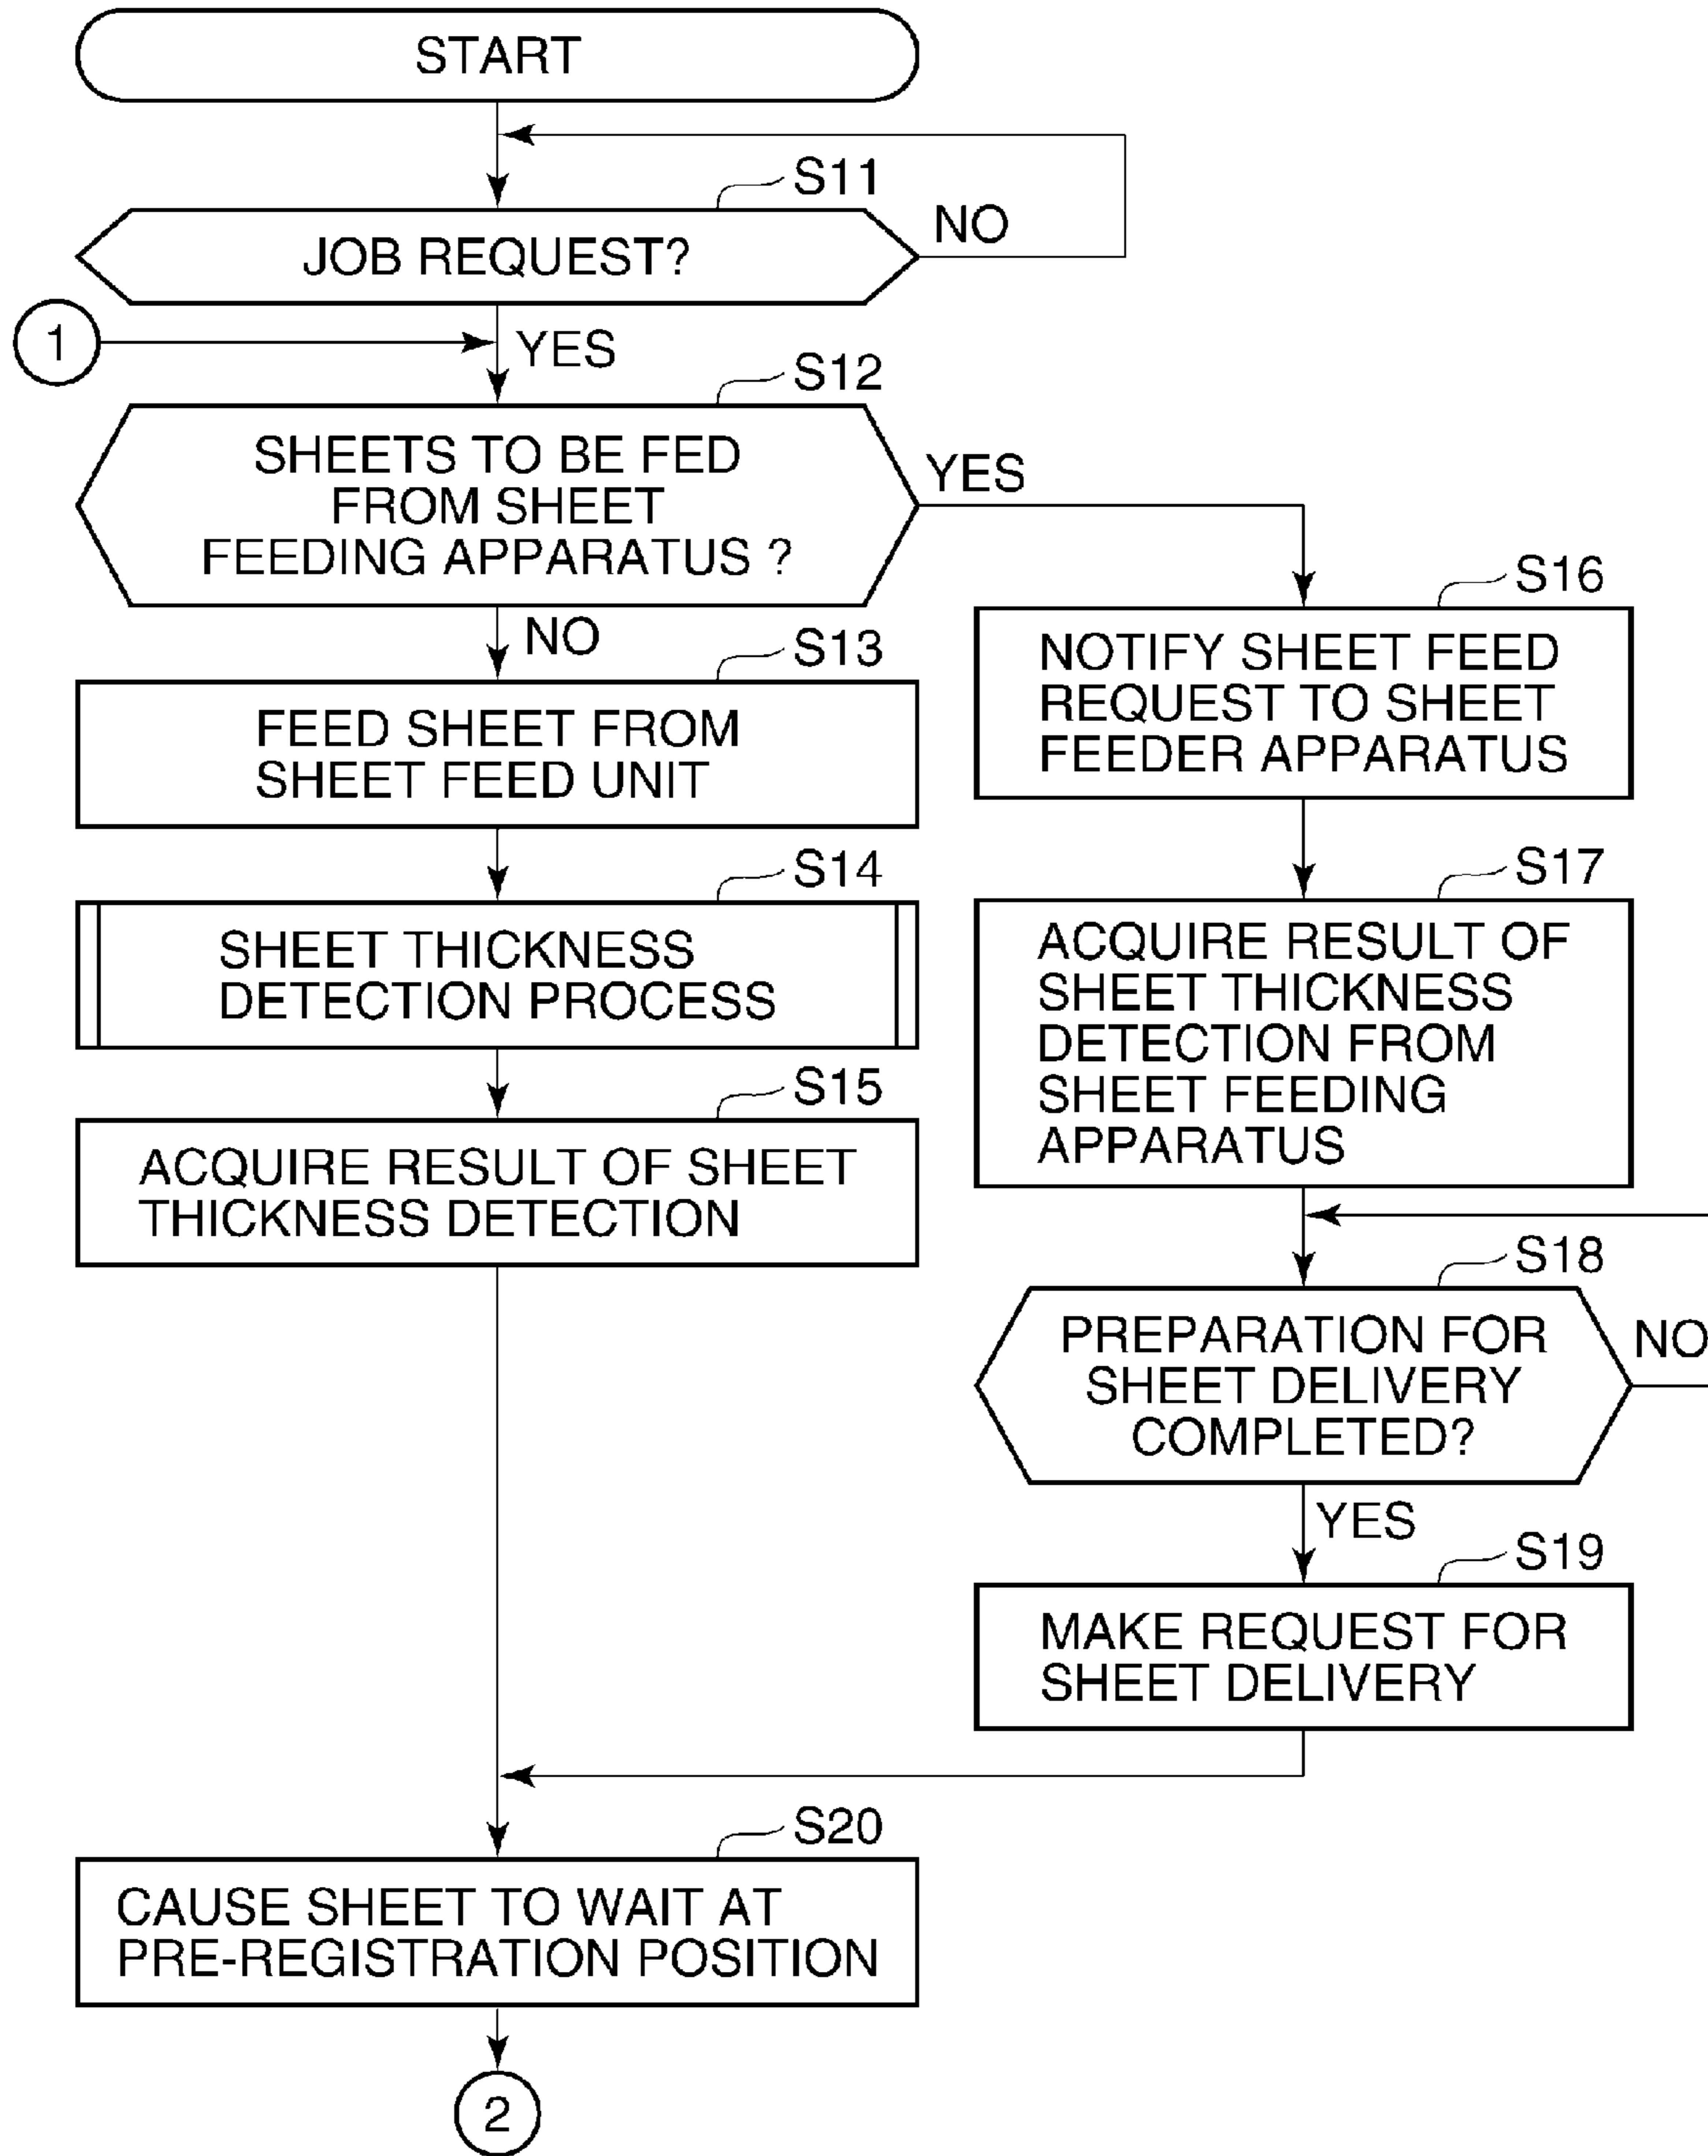 START
S11
JOB REQUEST?
NO
1
YES
S12
SHEETS TO BE FED
FROM SHEET
FEEDING APPARATUS ?
YES
NO
S13
FEED SHEET FROM
SHEET FEED UNIT
S14
SHEET THICKNESS
DETECTION PROCESS
S15
ACQUIRE RESULT OF SHEET
THICKNESS DETECTION
S16
NOTIFY SHEET FEED
REQUEST TO SHEET
FEEDER APPARATUS
S17
ACQUIRE RESULT OF
SHEET THICKNESS
DETECTION FROM
SHEET FEEDING
APPARATUS
S18
PREPARATION FOR
SHEET DELIVERY
COMPLETED?
NO
YES
S19
MAKE REQUEST FOR
SHEET DELIVERY
S20
CAUSE SHEET TO WAIT AT
PRE-REGISTRATION POSITION
2